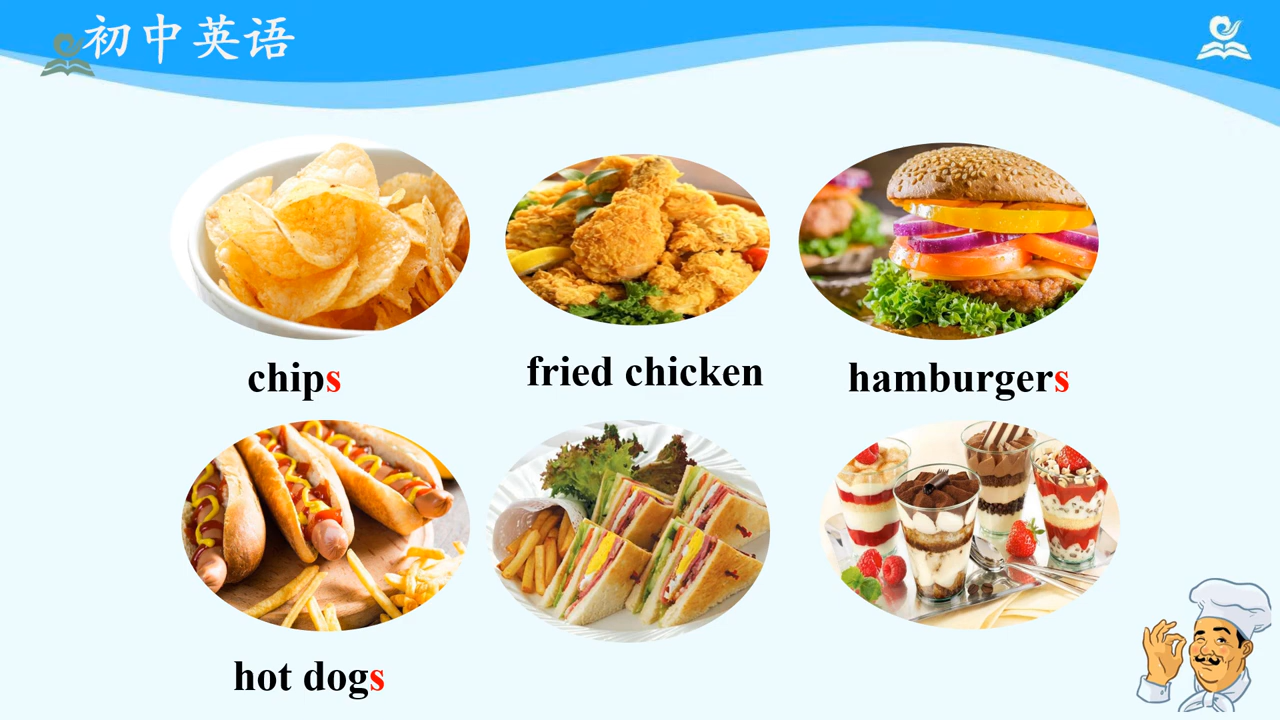 初中英语
chips
fried chicken
hamburgers
hot dogs